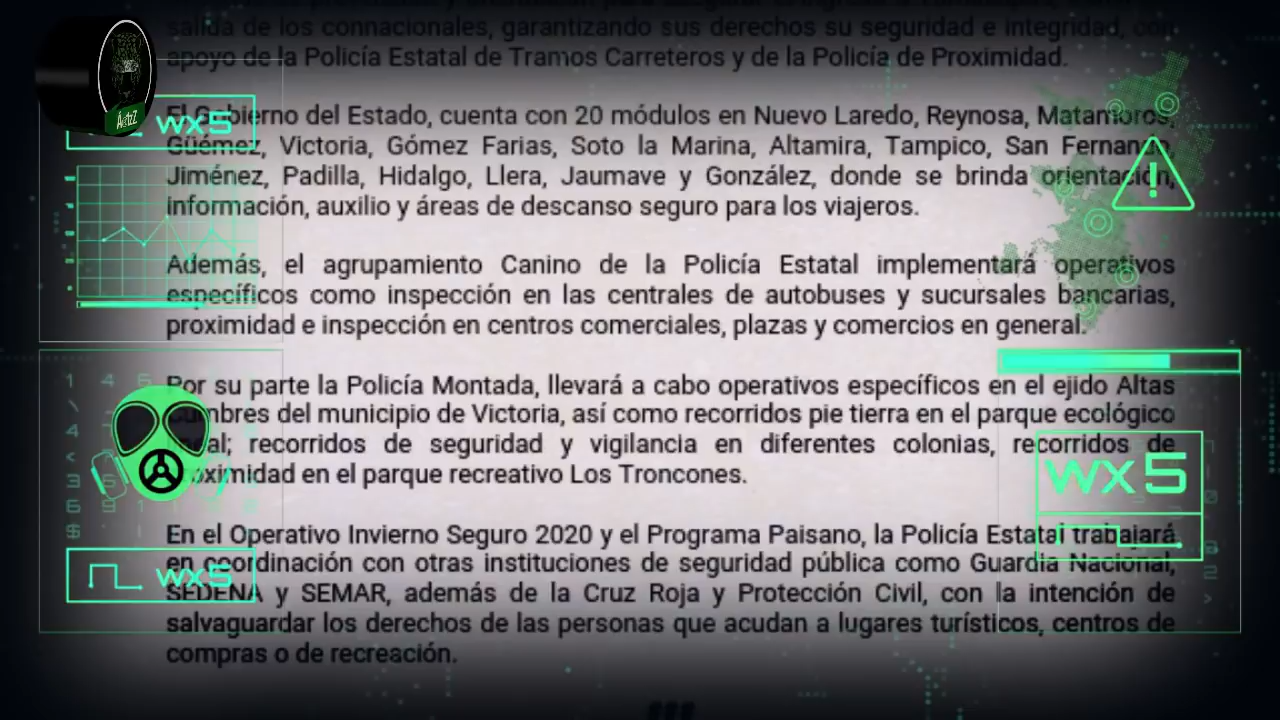 salida de los connacionales, garantizando sus derechos su seguridad e integridad, con
apoyo de la Policía Estatal de Tramos Carreteros y de la Policía de Proximidad.
El Gobierno del Estado, cuenta con 20 módulos en Nuevo Laredo, Reynosa, Matamoros,
Güémez, Victoria, Gómez Farias, Soto la Marina, Altamira, Tampico, San Fernando,
Jiménez, Padilla, Hidalgo, Llera, Jaumave y González, donde se brinda orientación,
información, auxilio y áreas de descanso seguro para los viajeros.
Además, el agrupamiento Canino de la Policía Estatal implementará operativos
específicos como inspección en las centrales de autobuses y sucursales bancarias,
proximidad e inspección en centros comerciales, plazas y comercios en general.
Por su parte la Policía Montada, llevará a cabo operativos específicos en el ejido Altas
Cumbres del municipio de Victoria, así como recorridos pie tierra en el parque ecológico
recorridos de seguridad y vigilancia en diferentes colonias, recorridos de
proximidad en el parque recreativo Los Troncones.
En el Operativo Invierno Seguro 2020 y el Programa Paisano, la Policía Estatal trabajará
en coordinación con otras instituciones de seguridad pública como Guardia Nacional,
SEDENA y SEMAR, además de la Cruz Roja y Protección Civil, con la intención de
salvaguardar los derechos de las personas que acudan a lugares turísticos, centros de
compras o de recreación.
###
wx5
wx5
wx5